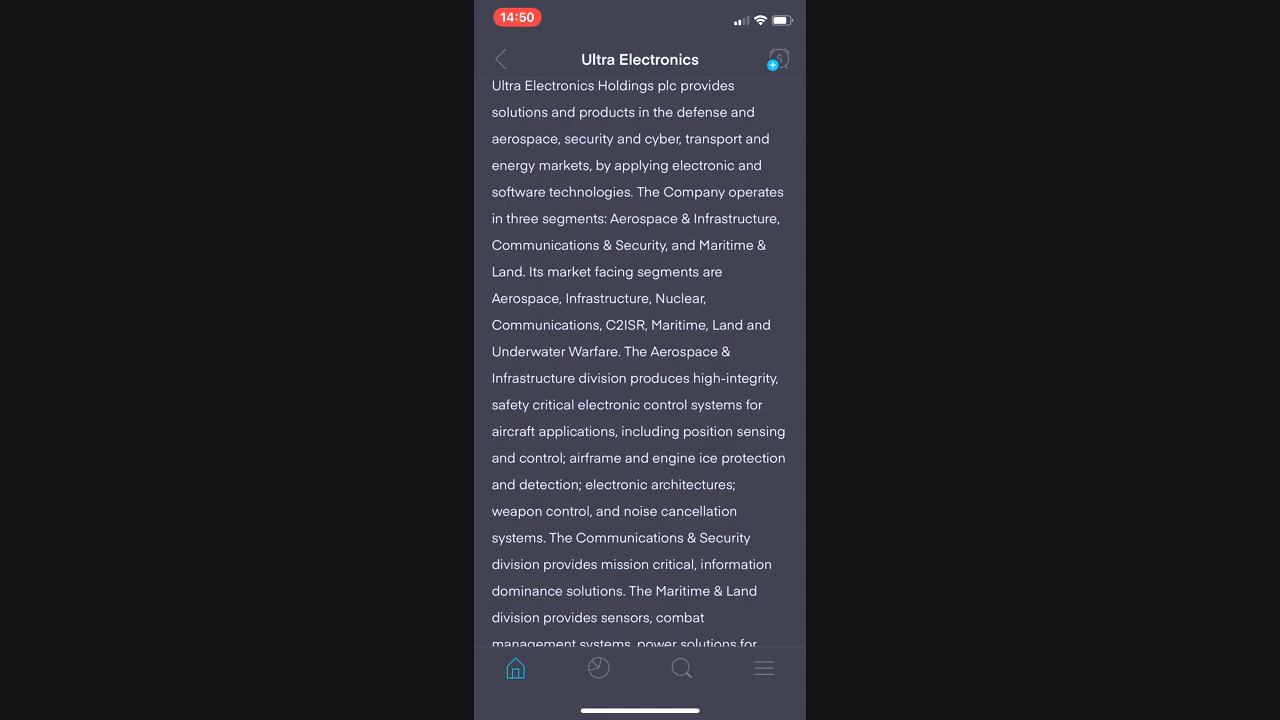 14:50
Ultra Electronics
Ultra Electronics Holdings plc provides
solutions and products in the defense and
aerospace, security and cyber, transport and
energy markets, by applying electronic and
software technologies. The Company operates
in three segments: Aerospace & Infrastructure,
Communications & Security, and Maritime &
Land. Its market facing segments are
Aerospace, Infrastructure, Nuclear,
Communications, C2ISR, Maritime, Land and
Underwater Warfare. The Aerospace &
Infrastructure division produces high-integrity,
safety critical electronic control systems for
aircraft applications, including position sensing
and control; airframe and engine ice protection
and detection; electronic architectures;
weapon control, and noise cancellation
systems. The Communications & Security
division provides mission critical, information
dominance solutions. The Maritime & Land
division provides sensors, combat
management systems, power solutions for